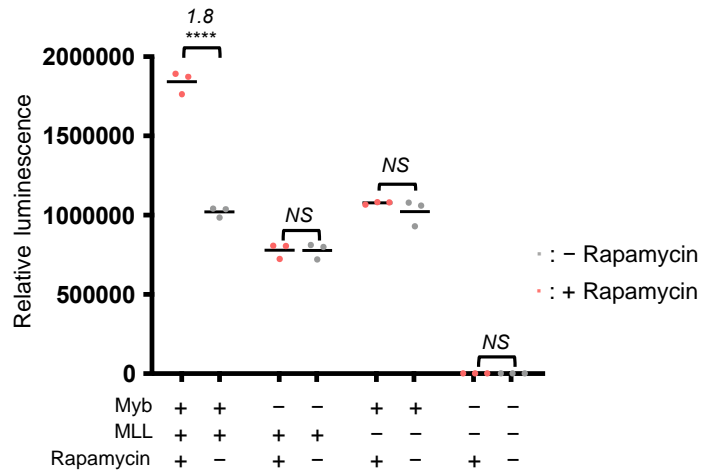 1.8
****
2000000
1500000
1000000
500000
0
Relative luminescence
NS
NS
NS
: − Rapamycin
: + Rapamycin
Myb + + − − + + − −
MLL + + + + − − − −
Rapamycin + − + − + − + −